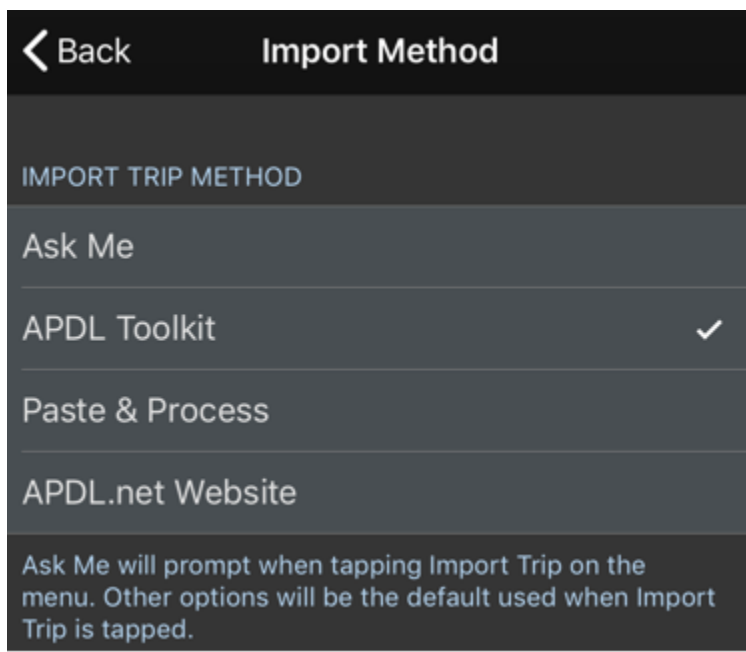 Back
Import Method
IMPORT TRIP METHOD
Ask Me
APDL Toolkit
Paste & Process
APDL.net Website
Ask Me will prompt when tapping Import Trip on the
menu. Other options will be the default used when Import
Trip is tapped.